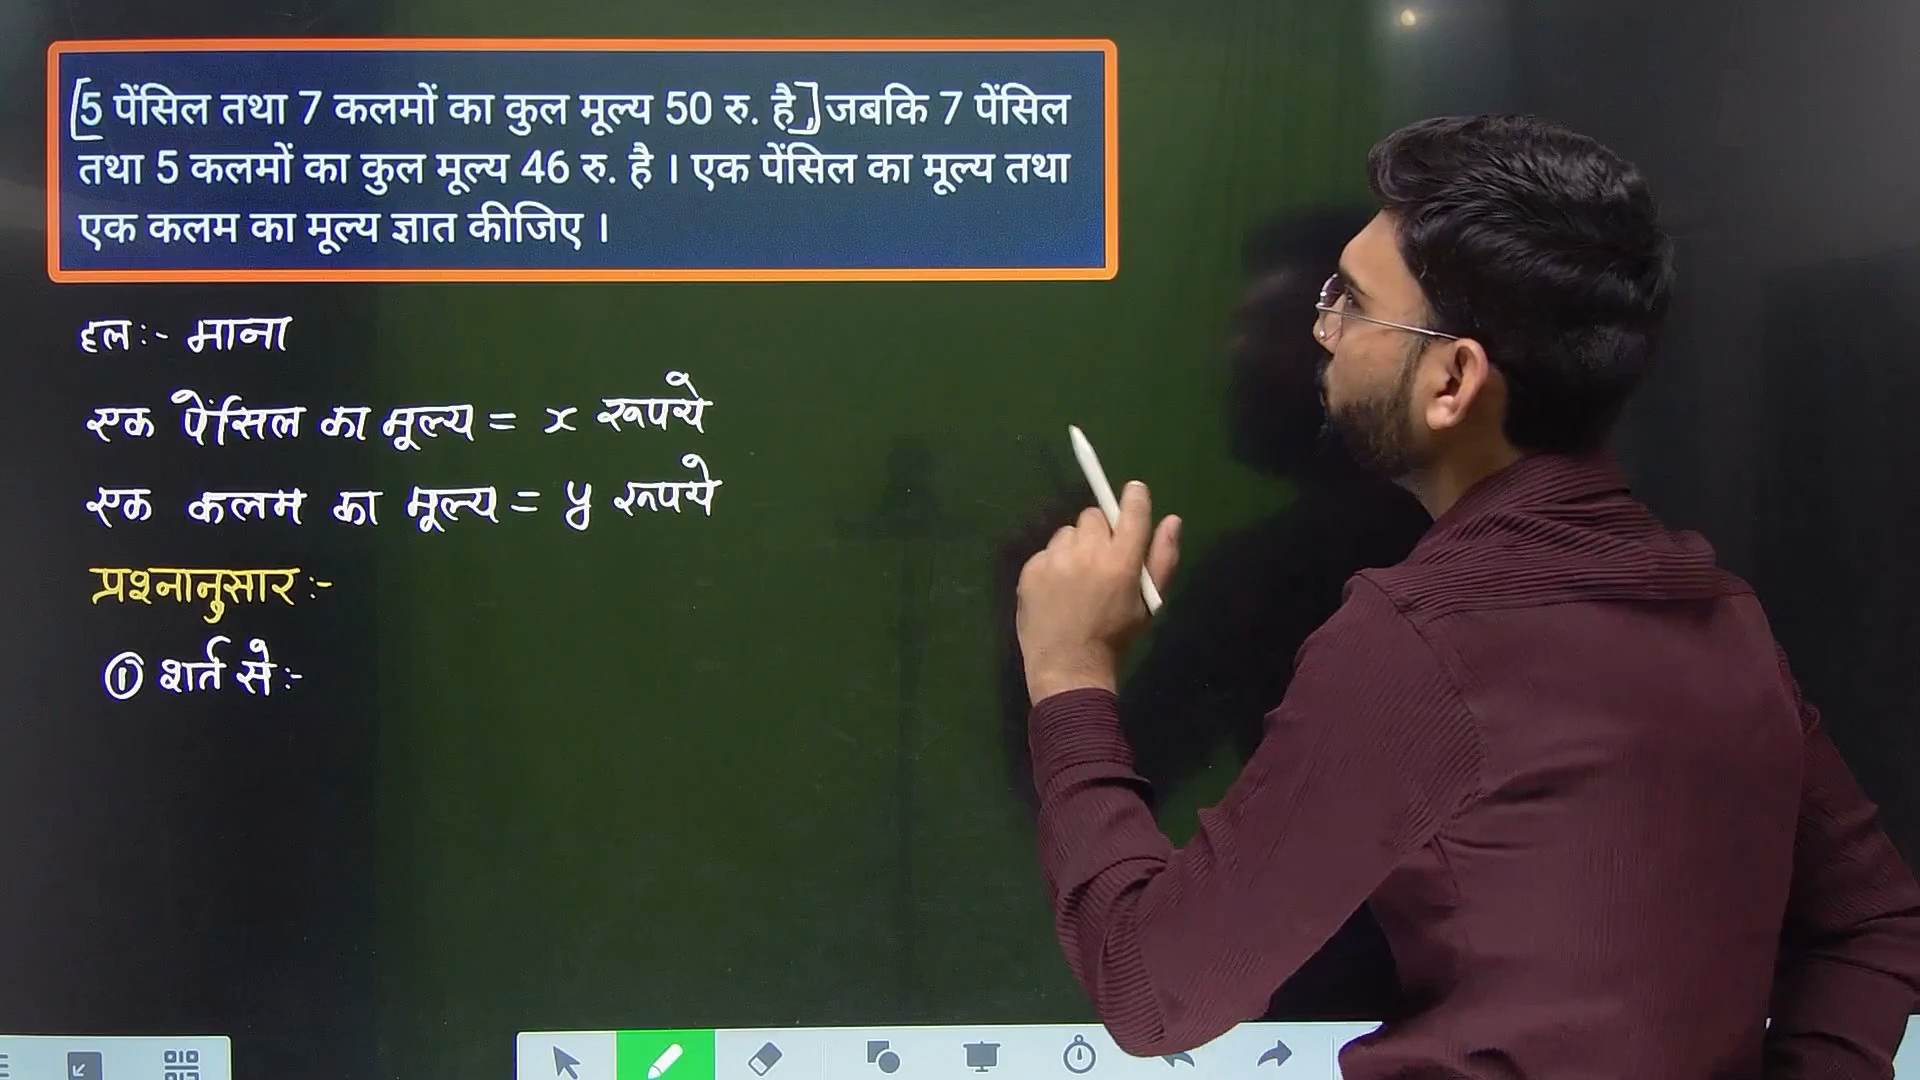 [5 पेंसिल तथा 7 कलमों का कुल मूल्य 50 रु. है,] जबकि 7 पेंसिल
तथा 5 कलमों का कुल मूल्य 46 रु. है । एक पेंसिल का मूल्य तथा
एक कलम का मूल्य ज्ञात कीजिए ।
हल:- माना
एक पेंसिल का मूल्य = x रूपये
एक कलम का मूल्य = y रूपये
प्रश्नानुसार:-
① शर्त से:-